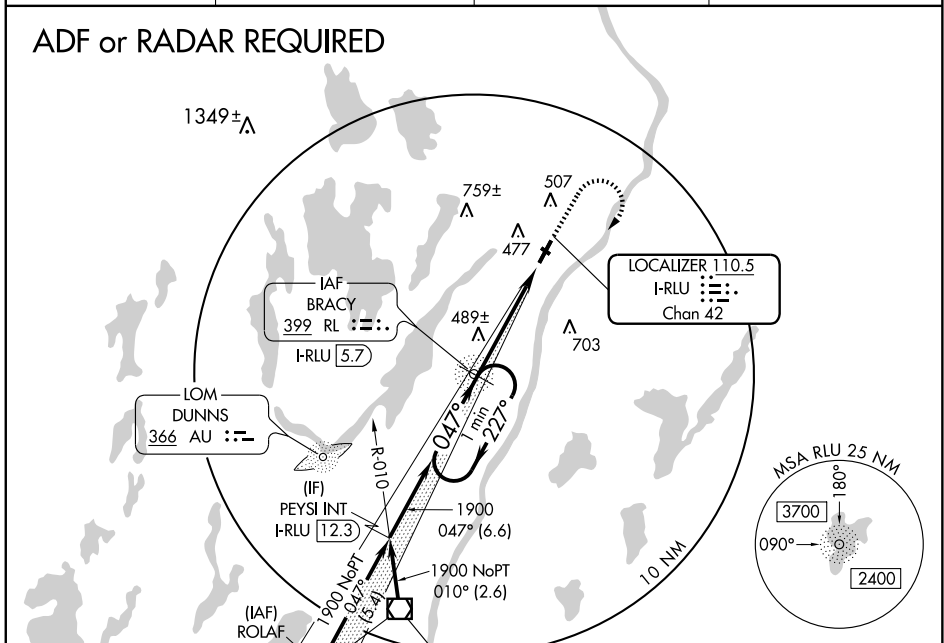 ADF or RADAR REQUIRED
1349±
759±
507
477
LOCALIZER 110.5
I-RLU
Chan 42
IAF
BRACY
399 RL
I-RLU 5.7
489±
703
LOM
DUNNS
366 AU
R-010
047°
1 min
227°
(IF)
PEYSI INT
I-RLU 12.3
1900
047° (6.6)
1900 NoPT
047°
(5.4)
1900 NoPT
010° (2.6)
(IAF)
ROLAF
10 NM
MSA RLU 25 NM
180°
3700
090°
2400